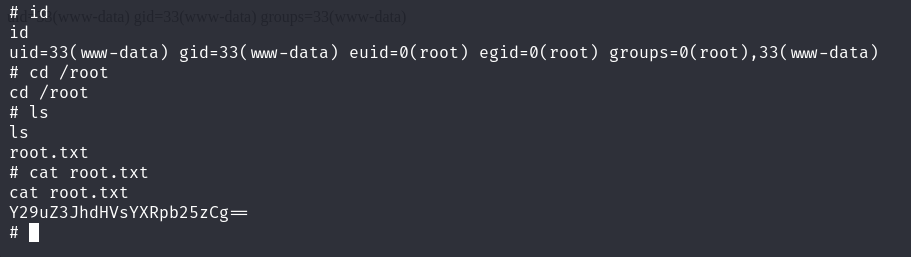 # id
id
uid=33(www-data) gid=33(www-data) euid=0(root) egid=0(root) groups=0(root),33(www-data)
# cd /root
cd /root
# ls
ls
root.txt
# cat root.txt
cat root.txt
Y29uZ3JhdHVsYXRpb25zCg==
#